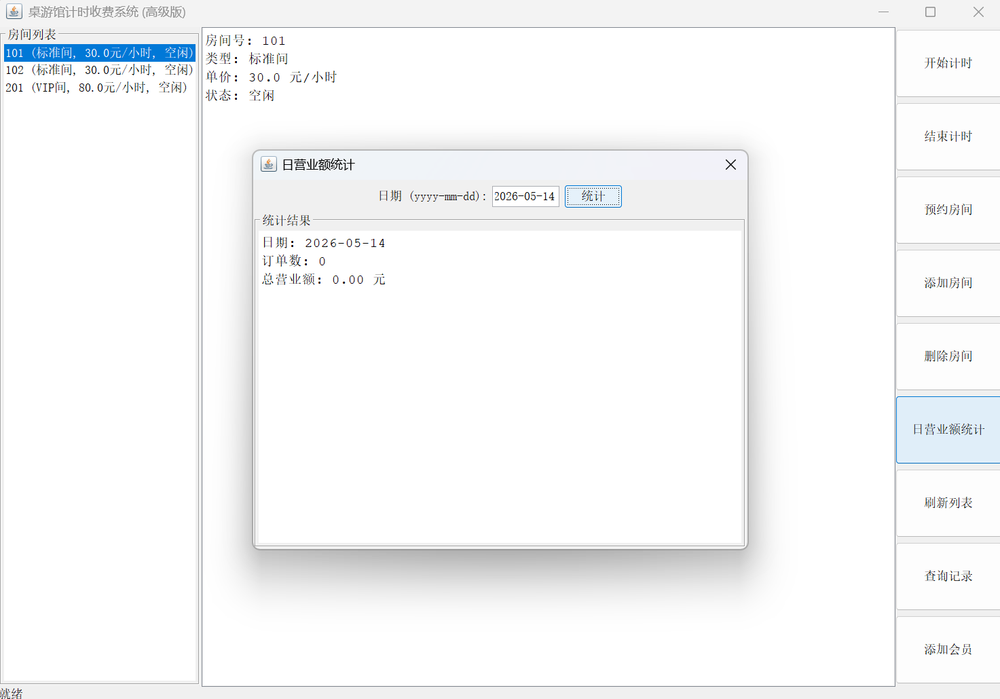 桌游馆计时收费系统 (高级版)
房间列表
101 (标准间, 30.0元/小时, 空闲)
102 (标准间, 30.0元/小时, 空闲)
201 (VIP间, 80.0元/小时, 空闲)
房间号: 101
类型: 标准间
单价: 30.0 元/小时
状态: 空闲
日营业额统计
日期 (yyyy-mm-dd): 2026-05-14 统计
统计结果
日期: 2026-05-14
订单数: 0
总营业额: 0.00 元
开始计时
结束计时
预约房间
添加房间
删除房间
日营业额统计
刷新列表
查询记录
添加会员
就绪